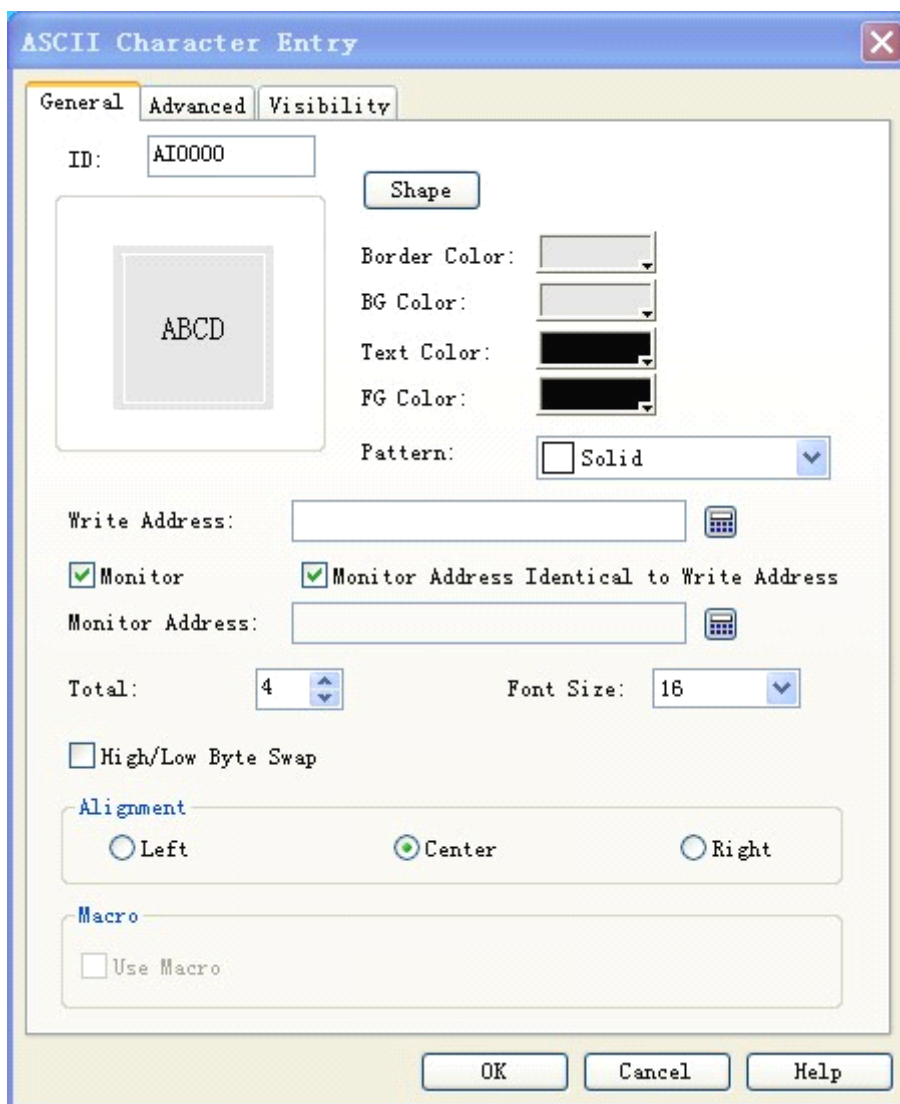 ASCII Character Entry
General Advanced Visibility
ID: AI0000
Shape
ABCD
Border Color:
BG Color:
Text Color:
FG Color:
Pattern: Solid
Write Address:
Monitor Monitor Address Identical to Write Address
Monitor Address:
Total: 4 Font Size: 16
High/Low Byte Swap
Alignment
Left Center Right
Macro
Use Macro
OK Cancel Help